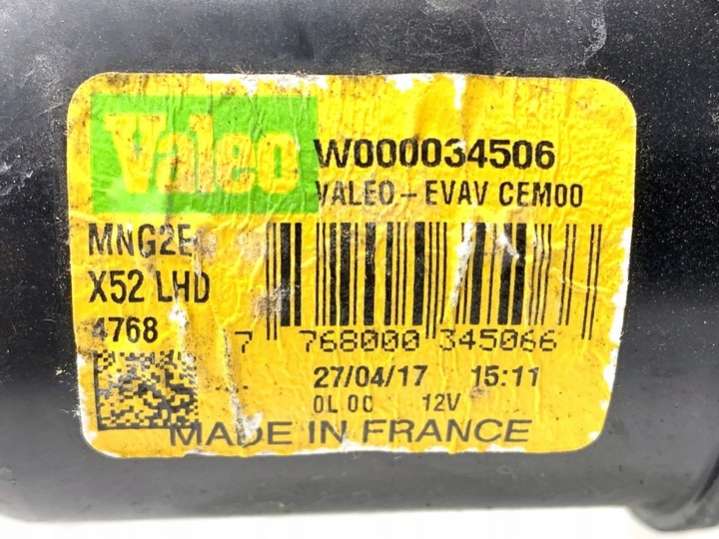 Valeo W000034506
VALEO - EVAV CEM00
MNG2E
X52 LHD
4768
7 768000 345066
27/04/17 15:11
0L 00 12V
MADE IN FRANCE